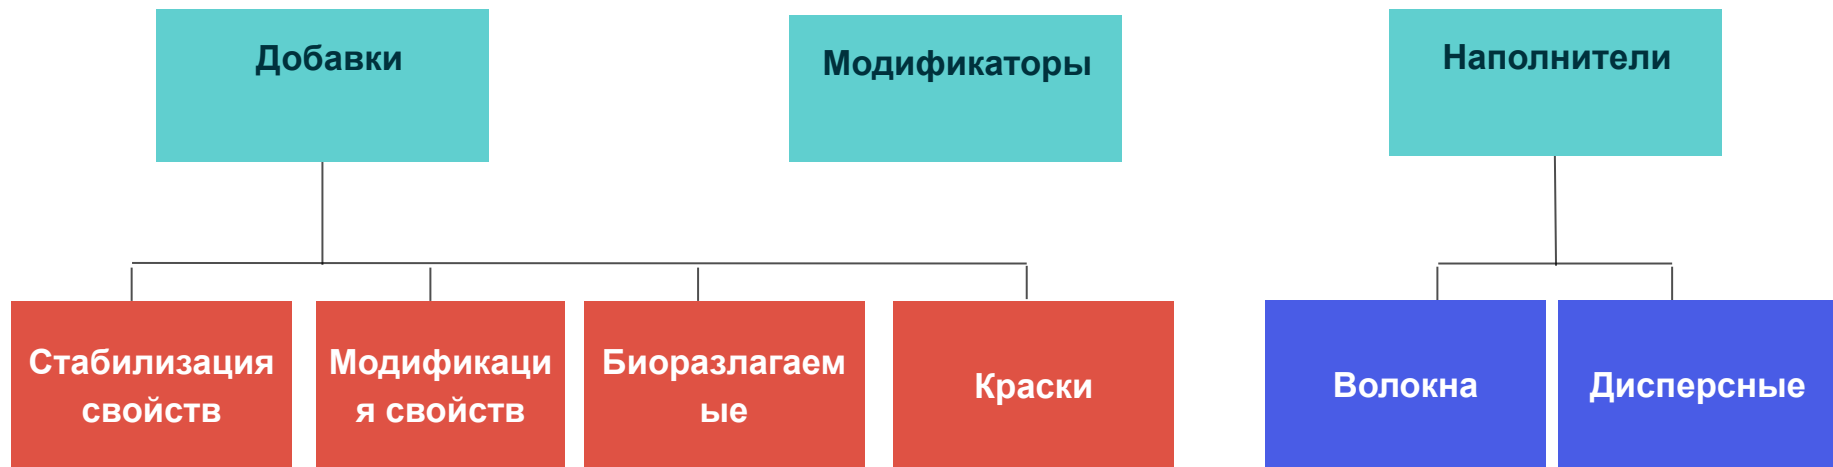 Добавки
Модификаторы
Наполнители
Стабилизация
свойств
Модификаци
я свойств
Биоразлагаем
ые
Краски
Волокна
Дисперсные